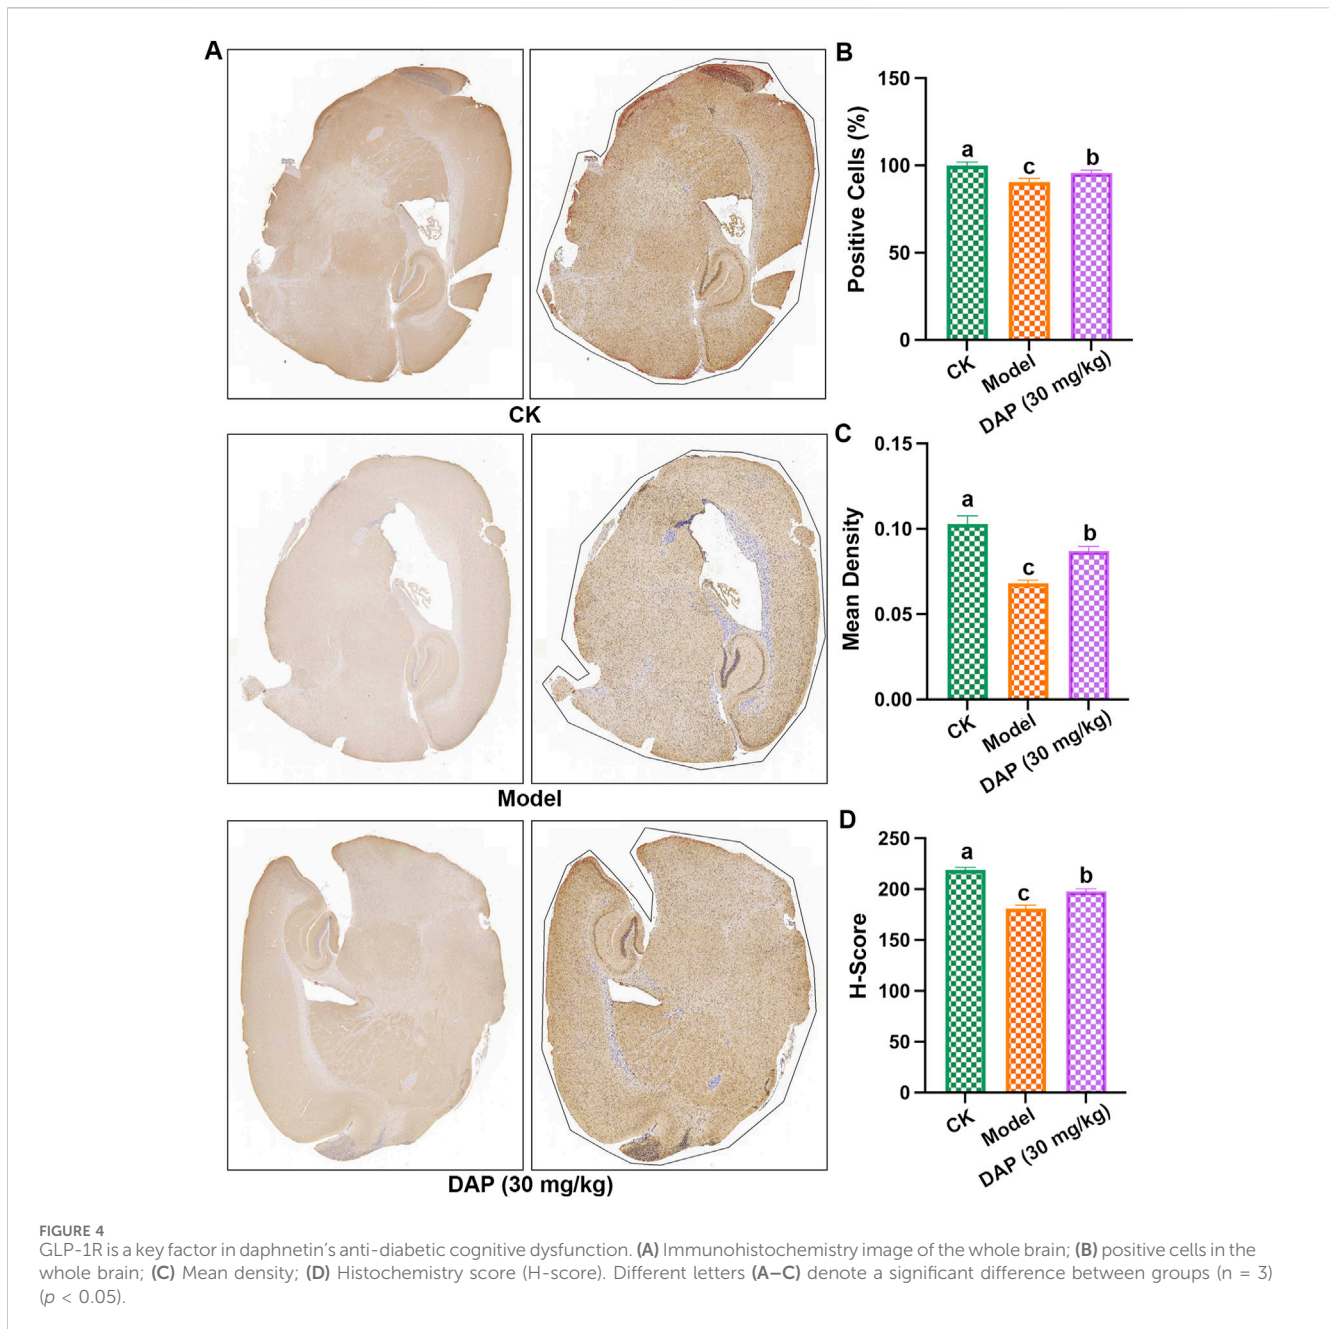 A
CK
Model
DAP (30 mg/kg)
B
Positive Cells (%)
150
100
50
0
a
c
b
CK
Model
DAP (30 mg/kg)
C
Mean Density
0.15
0.10
0.05
0.00
a
c
b
CK
Model
DAP (30 mg/kg)
D
H-Score
250
200
150
100
50
0
a
c
b
CK
Model
DAP (30 mg/kg)
FIGURE 4
GLP-1R is a key factor in daphnetin’s anti-diabetic cognitive dysfunction. (A) Immunohistochemistry image of the whole brain; (B) positive cells in the
whole brain; (C) Mean density; (D) Histochemistry score (H-score). Different letters (A–C) denote a significant difference between groups (n = 3)
(p < 0.05).